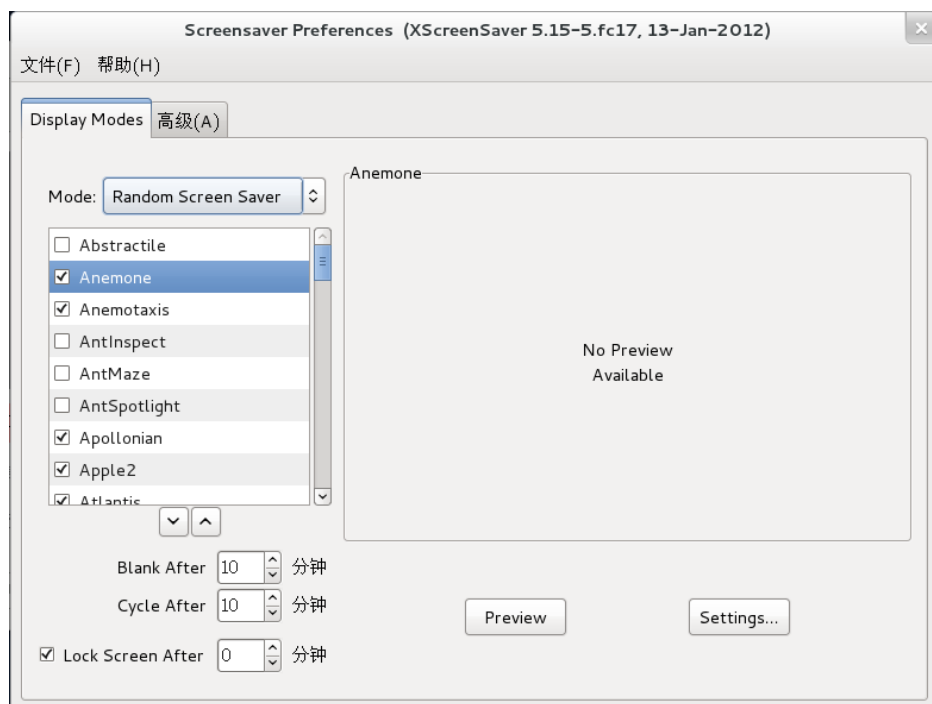 Screensaver Preferences (XScreenSaver 5.15-5.fc17, 13-Jan-2012)
文件(F) 帮助(H)
Display Modes 高级(A)
Mode: Random Screen Saver
Abstractile
Anemone
Anemotaxis
AntInspect
AntMaze
AntSpotlight
Apollonian
Apple2
Atlantis
Anemone
No Preview
Available
Blank After 10 分钟
Cycle After 10 分钟
Lock Screen After 0 分钟
Preview Settings...